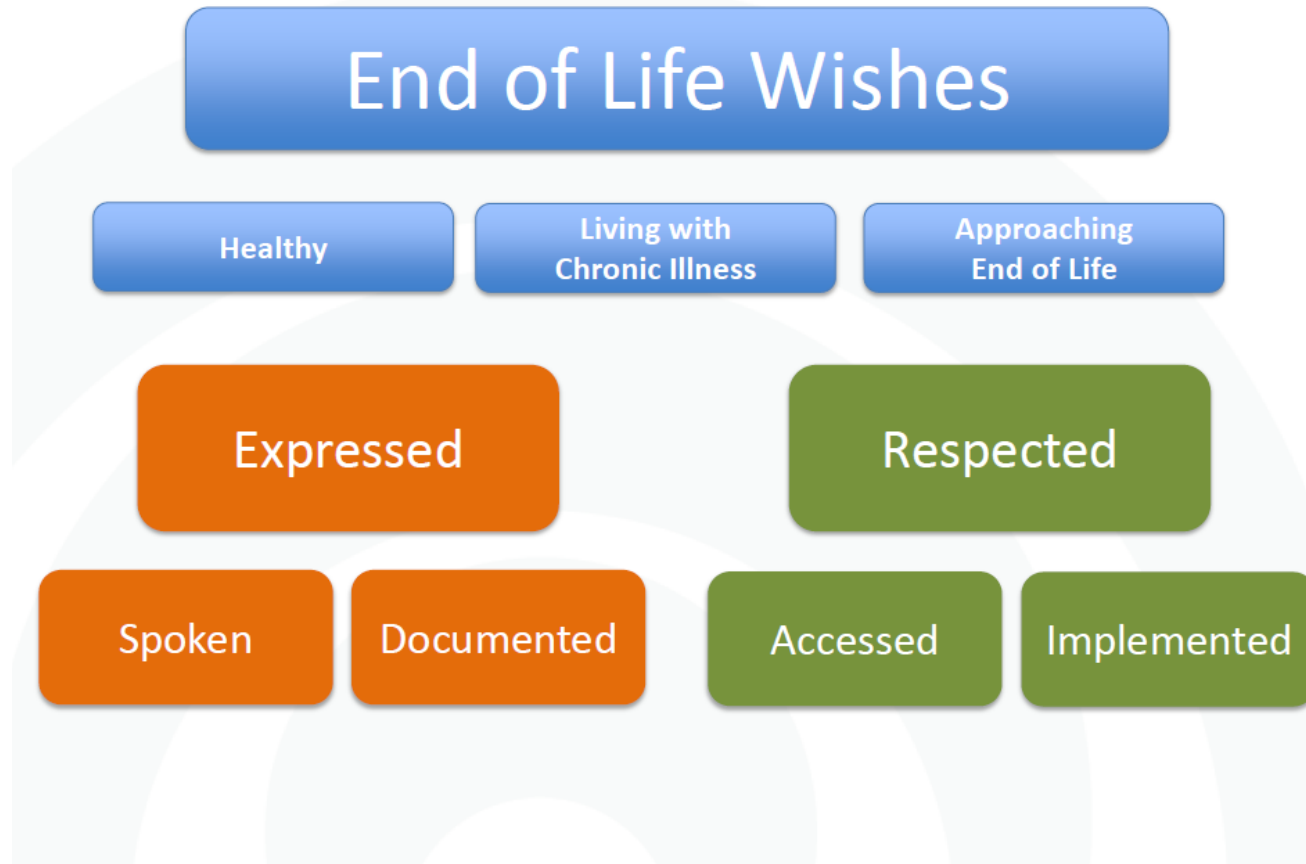 End of Life Wishes
Healthy
Living with
Chronic Illness
Approaching
End of Life
Expressed
Respected
Spoken
Documented
Accessed
Implemented